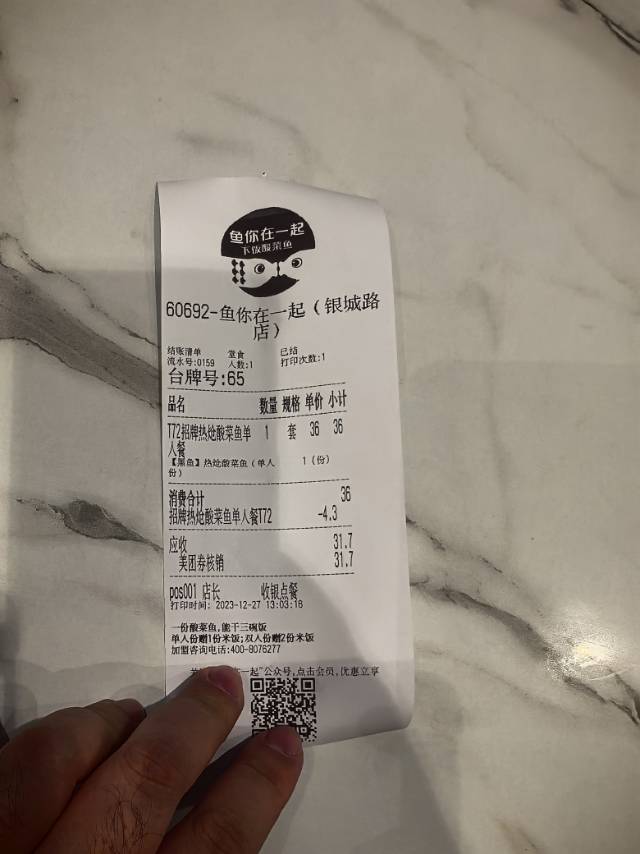 鱼你在一起
下饭酸菜鱼
60692-鱼你在一起（银城路
店）
结账清单 堂食 已结
流水号:0159 人数:1 打印次数:1
台牌号:65
品名 数量 规格 单价 小计
T72招牌热炝酸菜鱼单 1 套 36 36
人餐
【黑鱼】热炝酸菜鱼（单人 1（份）
份）
消费合计 36
招牌热炝酸菜鱼单人餐T72 -4.3
应收 31.7
美团券核销 31.7
pos001 店长 收银点餐
打印时间: 2023-12-27 13:03:16
一份酸菜鱼,能干三碗饭
单人份赠1份米饭;双人份赠2份米饭
加盟咨询电话:400-8076277
一起"公众号,点击会员,优惠立享